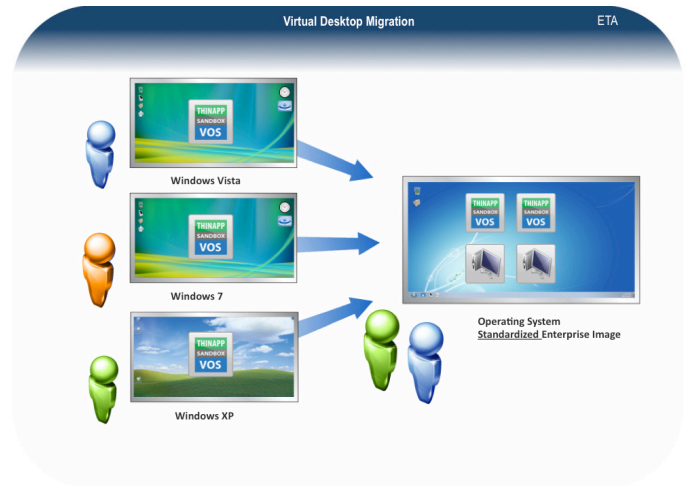 Virtual Desktop Migration
ETA
THINAPP
SANDBOX
VOS
Windows Vista
THINAPP
SANDBOX
VOS
Windows 7
THINAPP
SANDBOX
VOS
Windows XP
THINAPP
SANDBOX
VOS
THINAPP
SANDBOX
VOS
Operating System
Standardized Enterprise Image